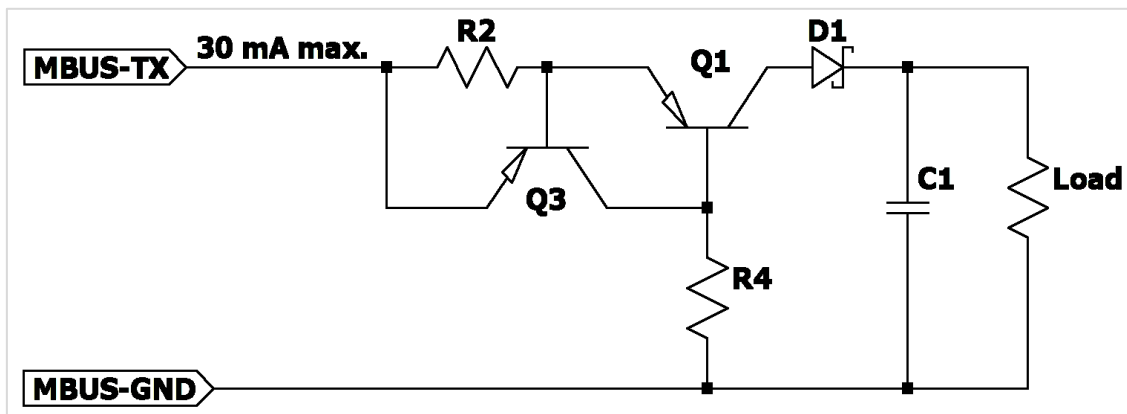 MBUS-TX
30 mA max.
R2
Q1
D1
Q3
C1
Load
R4
MBUS-GND